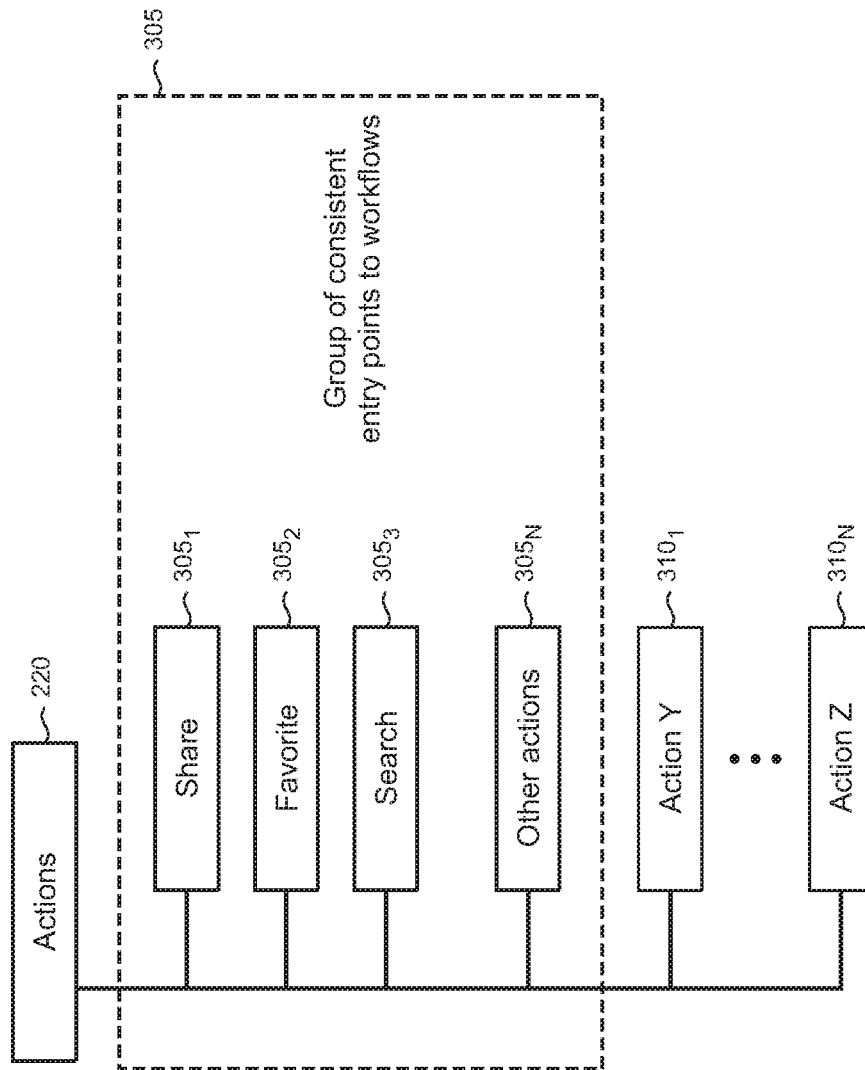 Actions
220
305
Share
305₁
Favorite
305₂
Group of consistent
entry points to workflows
Search
305₃
Other actions
305N
Action Y
310₁
Action Z
310N